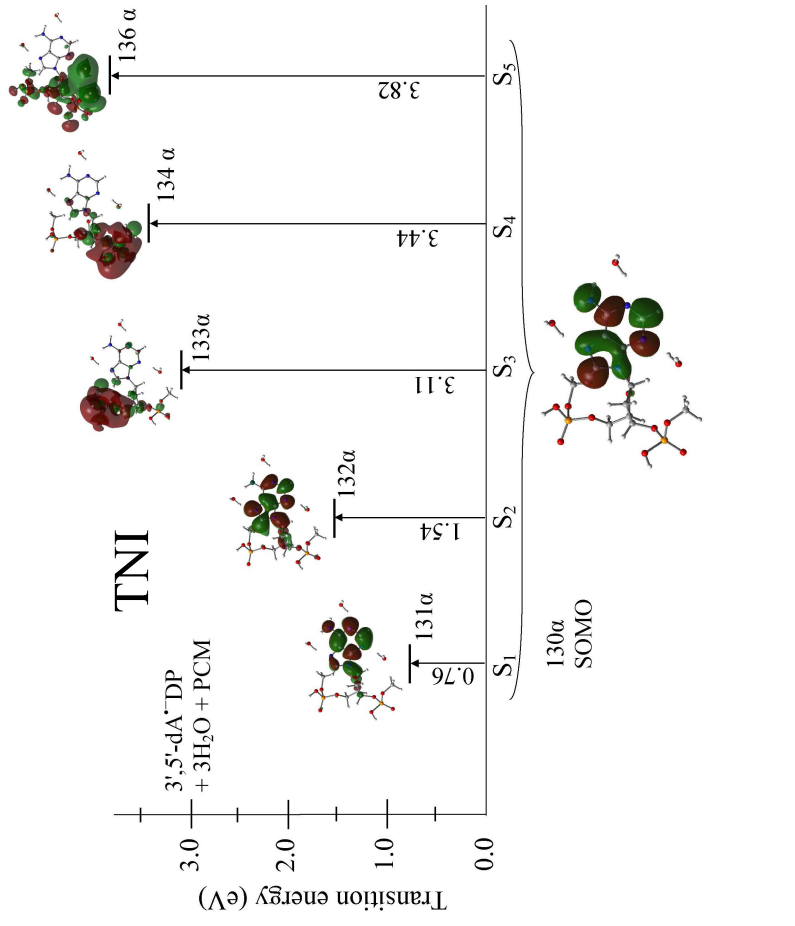 TNI
3',5'-dA•⁻DP
+ 3H₂O + PCM
Transition energy (eV)
3.0
2.0
1.0
0.0
131α
132α
133α
134 α
136 α
0.76
1.54
3.11
3.44
3.82
S₁
S₂
S₃
S₄
S₅
130α
SOMO